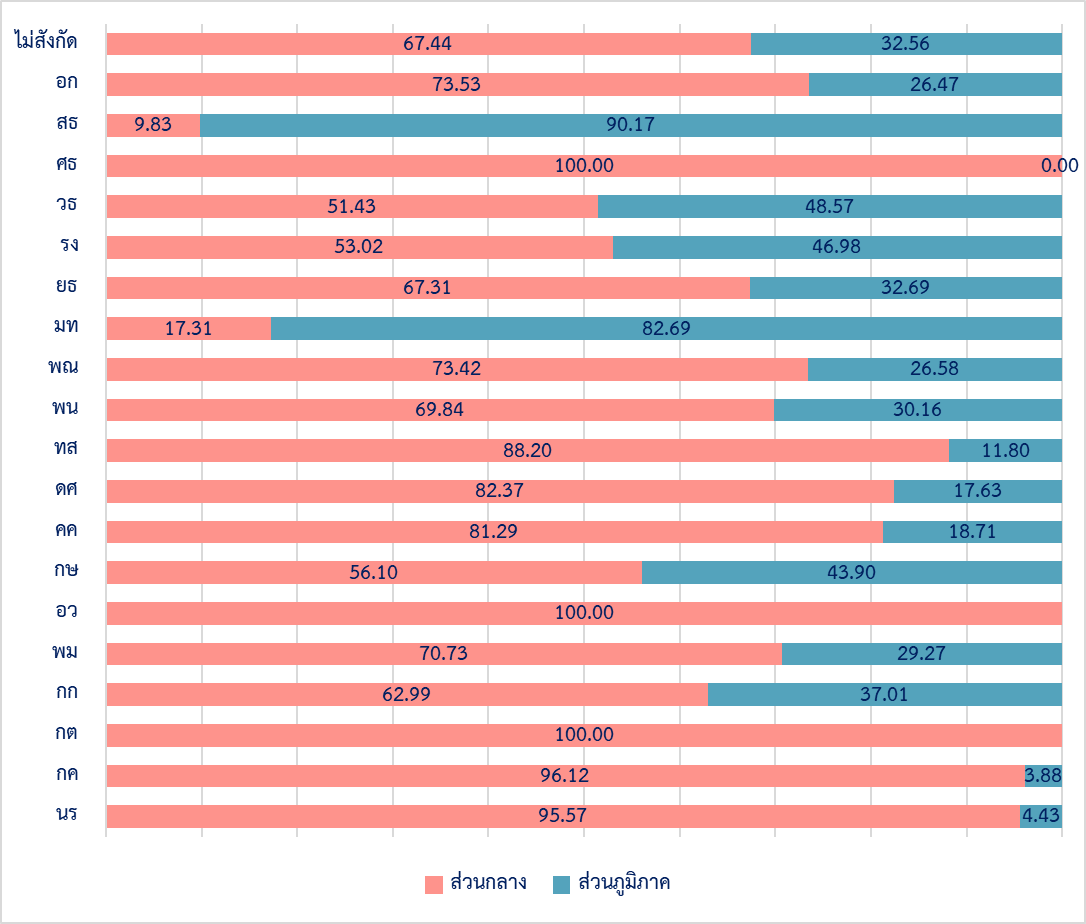 ไม่สังกัด 67.44 32.56
อก 73.53 26.47
สธ 9.83 90.17
ศธ 100.00 0.00
วธ 51.43 48.57
รง 53.02 46.98
ยธ 67.31 32.69
มท 17.31 82.69
พณ 73.42 26.58
พน 69.84 30.16
ทส 88.20 11.80
ดศ 82.37 17.63
คค 81.29 18.71
กษ 56.10 43.90
อว 100.00
พม 70.73 29.27
กก 62.99 37.01
กต 100.00
กค 96.12 3.88
นร 95.57 4.43
ส่วนกลาง ส่วนภูมิภาค